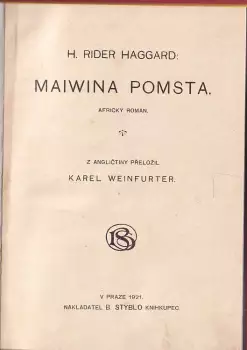 H. RIDER HAGGARD:
MAIWINA POMSTA.
AFRICKÝ ROMÁN.
Z ANGLIČTINY PŘELOŽIL
KAREL WEINFURTER.
V PRAZE 1921.
NAKLADATEL B. STÝBLO KNIHKUPEC